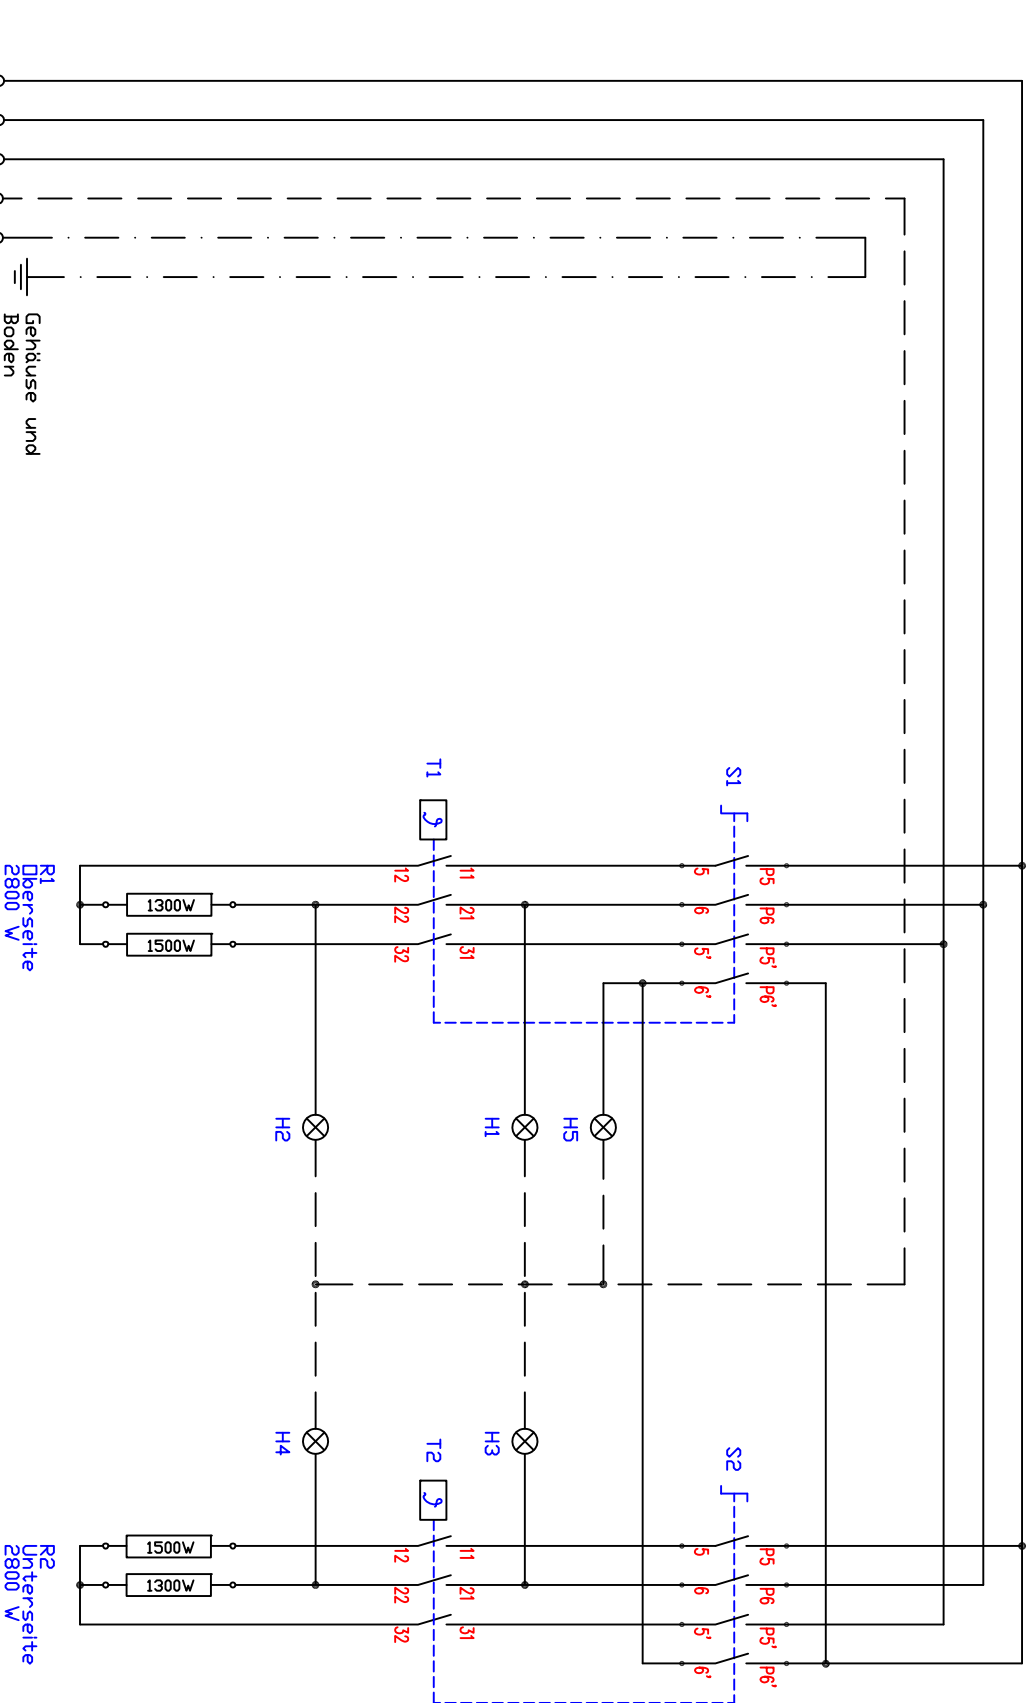 P5 P6 P5' P6' P5 P6 P5' P6'
S1 S2
5 6 5' 6' 5 6 5' 6'
H5
H1 H3
11 21 31 11 21 31
T1 ϑ T2 ϑ
12 22 32 12 22 32
H2 H4
1300W 1500W 1500W 1300W
Gehäuse und
Boden
R1
Oberseite
2800 W
R2
Unterseite
2800 W